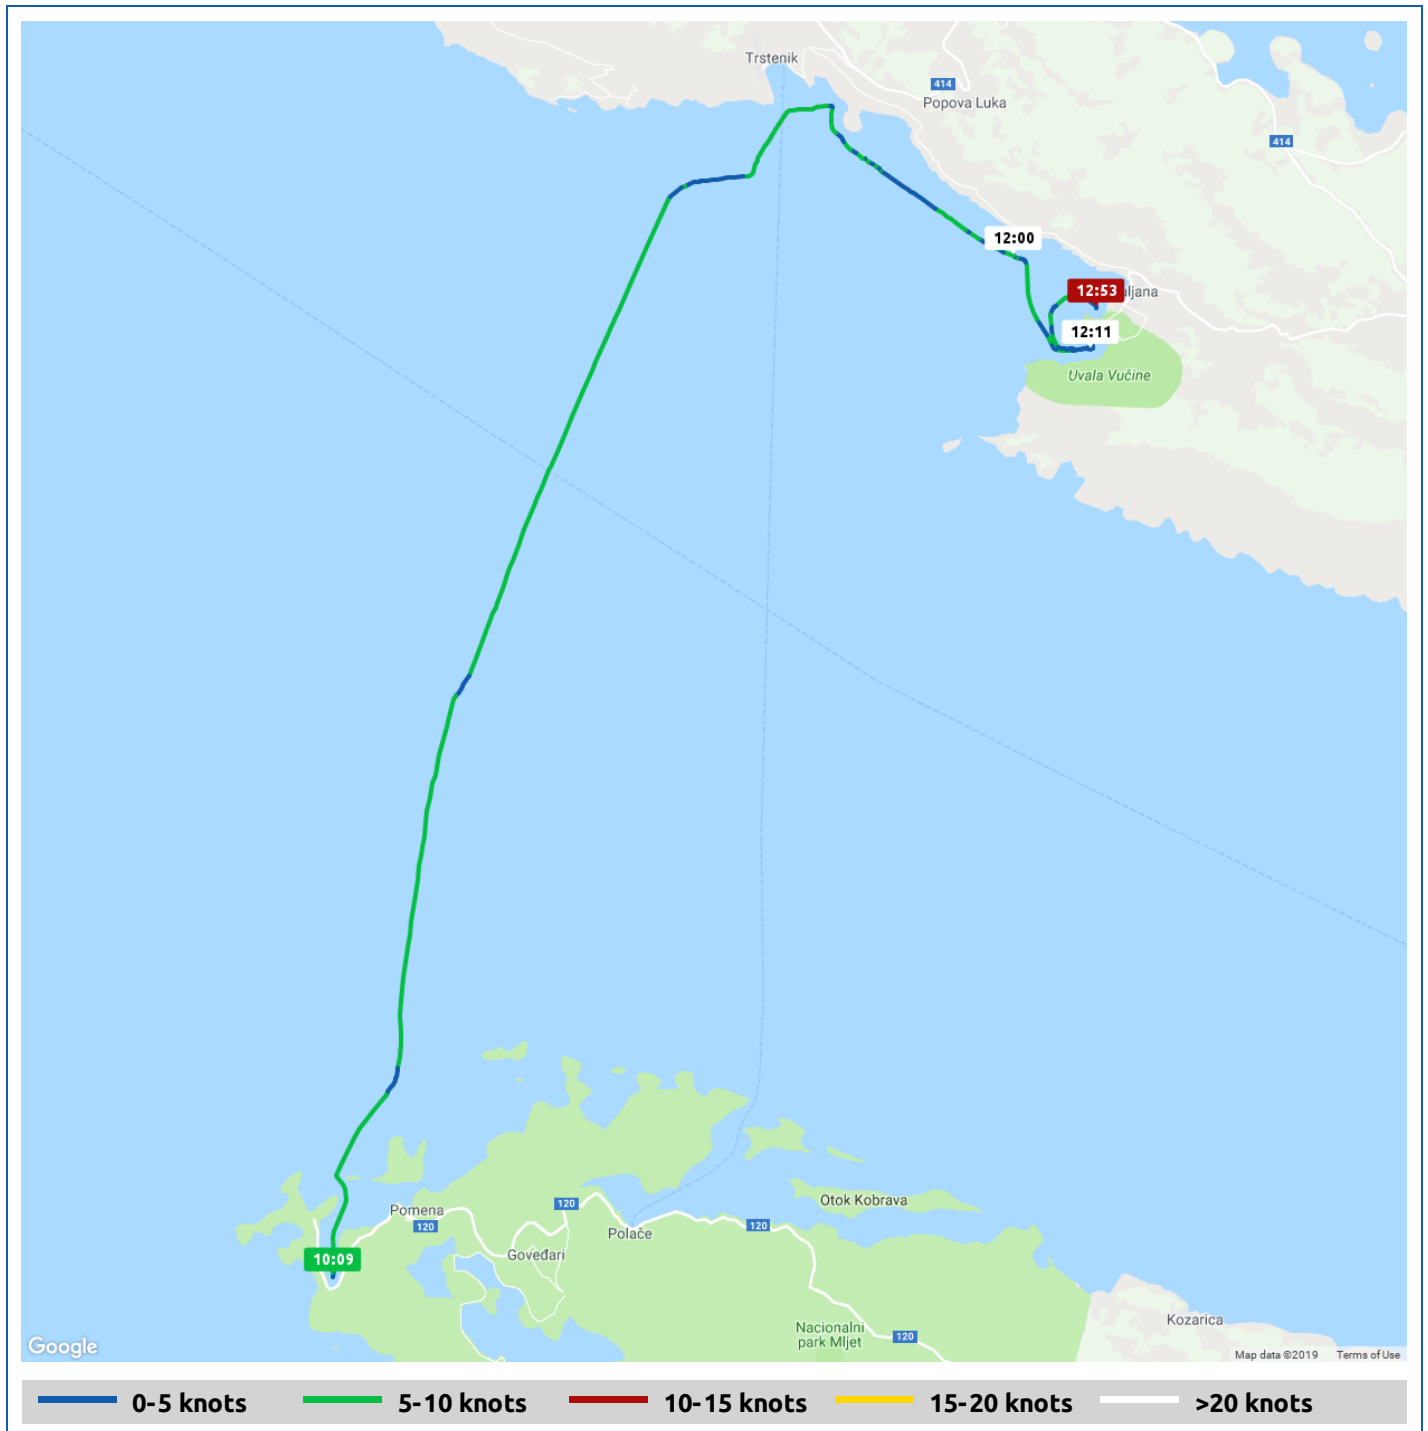 Trstenik
414
Popova Luka
414
12:00
12:53
12:11
Uvala Vučine
Pomena
120
120
Goveđari
Polače
120
Otok Kobrava
10:09
Nacionalni
park Mljet
120
Kozarica
Google
Map data ©2019
Terms of Use
0-5 knots
5-10 knots
10-15 knots
15-20 knots
>20 knots